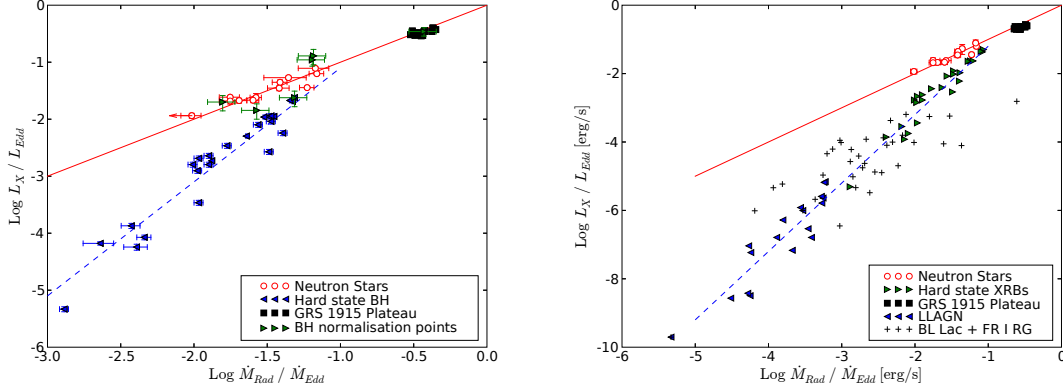 0
-1
-2
-3
-4
-5
-6
-3.0
-2.5
-2.0
-1.5
-1.0
-0.5
0.0
Log L_X / L_Edd
Log Ṁ_Rad / Ṁ_Edd
Neutron Stars
Hard state BH
GRS 1915 Plateau
BH normalisation points
0
-2
-4
-6
-8
-10
-6
-5
-4
-3
-2
-1
0
Log L_X / L_Edd [erg/s]
Log Ṁ_Rad / Ṁ_Edd [erg/s]
Neutron Stars
Hard state XRBs
GRS 1915 Plateau
LLAGN
BL Lac + FR I RG